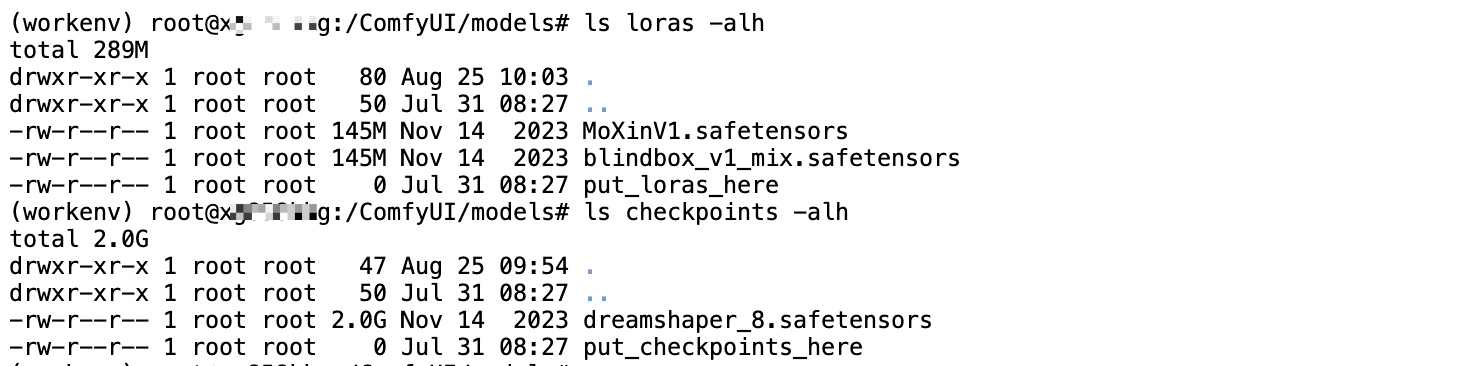 (workenv) root@x g:/ComfyUI/models# ls loras -alh
total 289M
drwxr-xr-x 1 root root   80 Aug 25 10:03 .
drwxr-xr-x 1 root root   50 Jul 31 08:27 ..
-rw-r--r-- 1 root root 145M Nov 14  2023 MoXinV1.safetensors
-rw-r--r-- 1 root root 145M Nov 14  2023 blindbox_v1_mix.safetensors
-rw-r--r-- 1 root root    0 Jul 31 08:27 put_loras_here
(workenv) root@x g:/ComfyUI/models# ls checkpoints -alh
total 2.0G
drwxr-xr-x 1 root root   47 Aug 25 09:54 .
drwxr-xr-x 1 root root   50 Jul 31 08:27 ..
-rw-r--r-- 1 root root 2.0G Nov 14  2023 dreamshaper_8.safetensors
-rw-r--r-- 1 root root    0 Jul 31 08:27 put_checkpoints_here